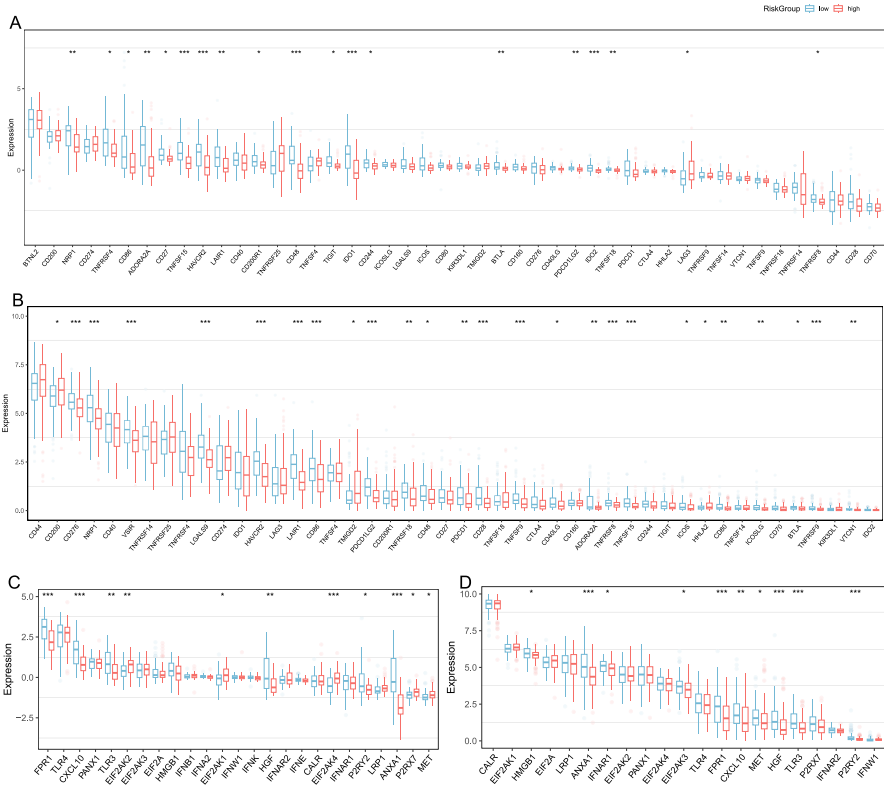 RiskGroup low high
A
** * * ** * *** *** ** * *** * *** * ** ** *** ** * *
5
0
Expression
BTNL2 CD200 NRP1 CD274 TNFRSF4 CD86 ADORA2A CD27 TNFSF15 HAVCR2 LAIR1 CD40 CD200R1 TNFRSF25 CD48 TNFSF4 TIGIT IDO1 CD244 ICOSLG LGALS9 ICOS CD80 KIR3DL1 TMIGD2 BTLA CD160 CD276 CD40LG PDCD1LG2 IDO2 TNFSF18 PDCD1 CTLA4 HHLA2 LAG3 TNFRSF9 TNFSF14 VTCN1 TNFSF9 TNFRSF18 TNFRSF14 TNFRSF8 CD44 CD28 CD70
B
* *** *** *** *** *** *** *** * *** ** * ** *** *** * ** *** *** * * ** ** * *** **
10.0
7.5
5.0
2.5
0.0
Expression
CD44 CD200 CD276 NRP1 CD40 VSIR TNFRSF14 TNFRSF25 TNFRSF4 LGALS9 CD274 IDO1 HAVCR2 LAG3 LAIR1 CD86 TNFSF4 TMIGD2 PDCD1LG2 CD200R1 TNFRSF18 CD48 CD27 PDCD1 CD28 TNFSF18 TNFSF9 CTLA4 CD40LG CD160 ADORA2A TNFRSF8 TNFSF15 CD244 TIGIT ICOS HHLA2 CD80 TNFSF14 ICOSLG CD70 BTLA TNFRSF9 KIR3DL1 VTCN1 IDO2
C
*** *** ** ** * ** *** * *** * *
5.0
2.5
0.0
−2.5
Expression
FPR1 TLR4 CXCL10 PANX1 TLR3 EIF2AK2 EIF2AK3 EIF2A HMGB1 IFNB1 IFNA2 EIF2AK1 IFNW1 IFNK HGF IFNAR2 IFNE CALR EIF2AK4 IFNAR1 P2RY2 LRP1 ANXA1 P2RX7 MET
D
* *** * * *** ** * *** *** ***
10.0
7.5
5.0
2.5
0.0
Expression
CALR EIF2AK1 HMGB1 EIF2A LRP1 ANXA1 IFNAR1 EIF2AK2 PANX1 EIF2AK4 EIF2AK3 TLR4 FPR1 CXCL10 MET HGF TLR3 P2RX7 IFNAR2 P2RY2 IFNW1